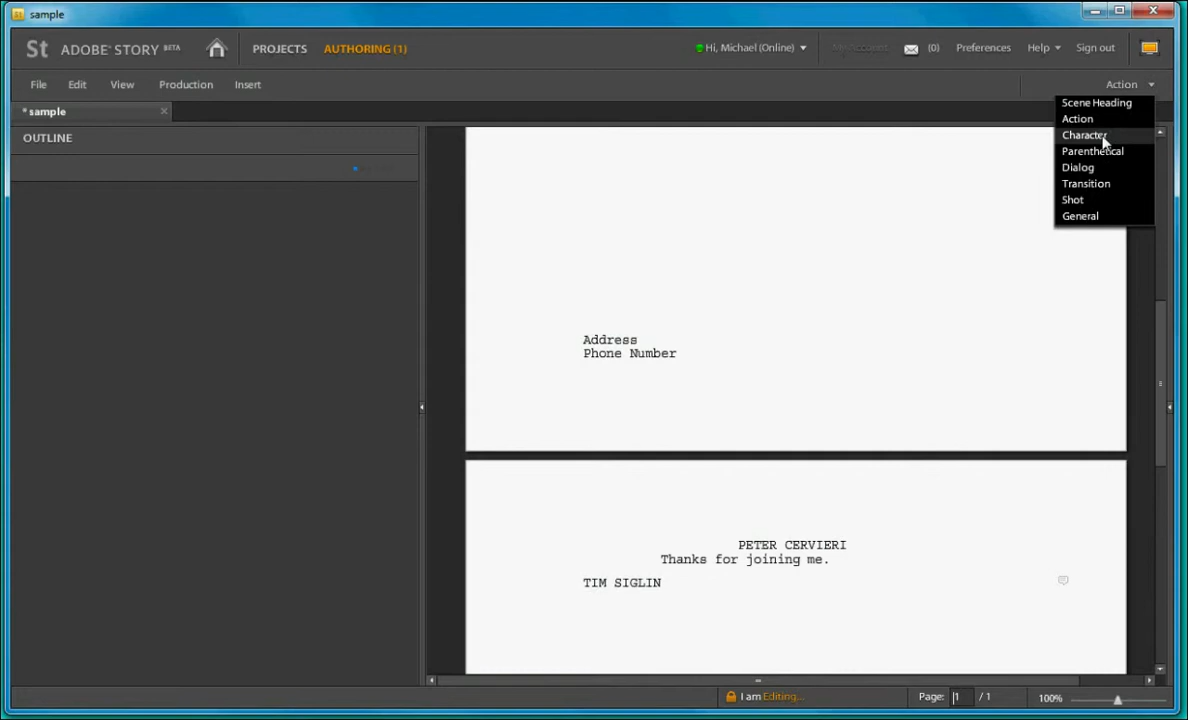 sample
St ADOBE® STORY BETA
PROJECTS
AUTHORING (1)
Hi, Michael (Online)
My Account
(0)
Preferences
Help
Sign out
File
Edit
View
Production
Insert
Action
* sample
OUTLINE
Scene Heading
Action
Character
Parenthetical
Dialog
Transition
Shot
General
Address
Phone Number
PETER CERVIERI
Thanks for joining me.
TIM SIGLIN
I am Editing...
Page: 1 / 1
100%